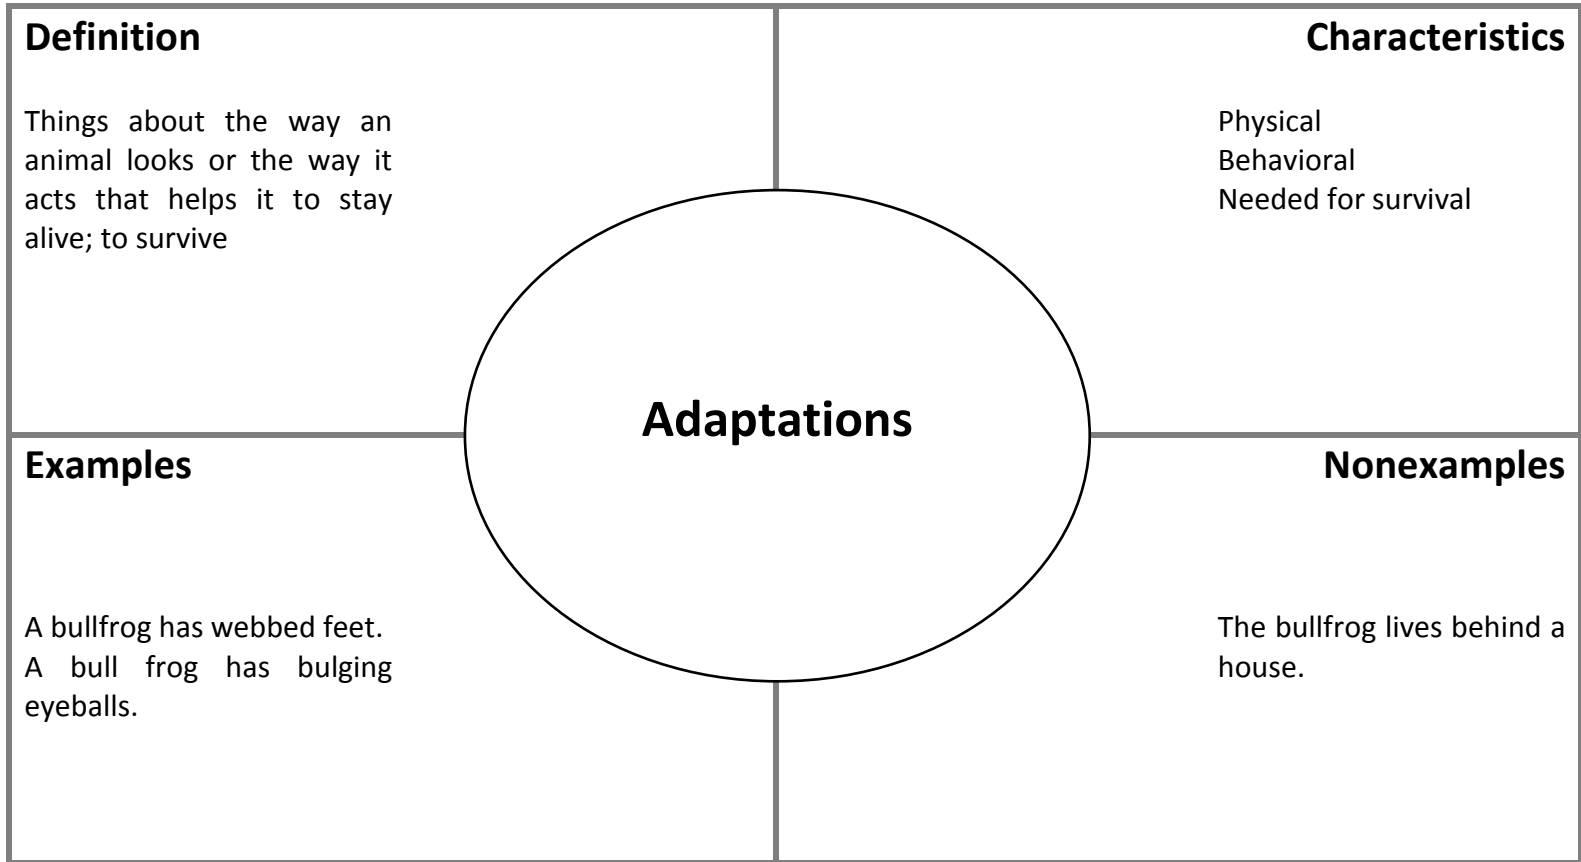 Definition
Things about the way an
animal looks or the way it
acts that helps it to stay
alive; to survive
Characteristics
Physical
Behavioral
Needed for survival
Adaptations
Examples
A bullfrog has webbed feet.
A bull frog has bulging
eyeballs.
Nonexamples
The bullfrog lives behind a
house.